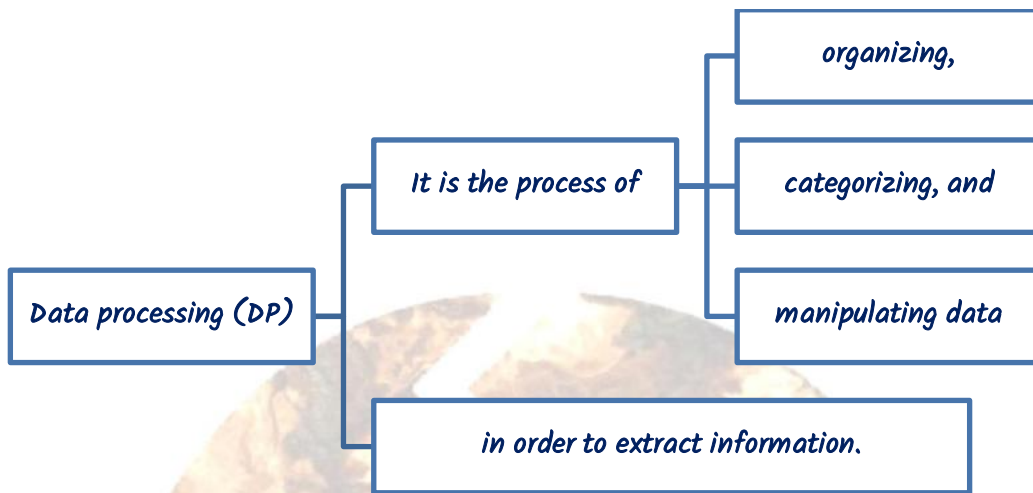 Data processing (DP)
It is the process of
organizing,
categorizing, and
manipulating data
in order to extract information.